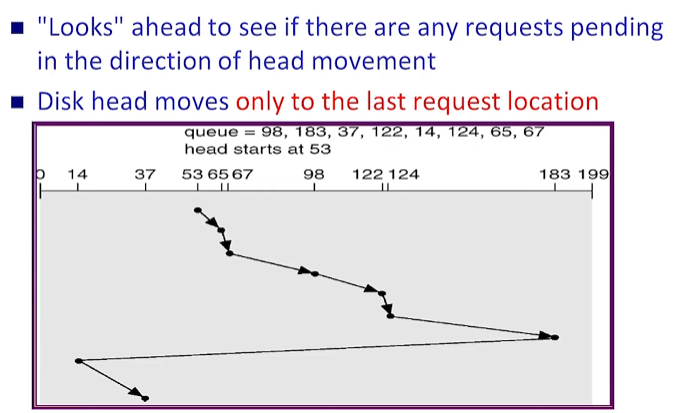 "Looks" ahead to see if there are any requests pending
in the direction of head movement
Disk head moves only to the last request location
queue = 98, 183, 37, 122, 14, 124, 65, 67
head starts at 53
0 14 37 53 65 67 98 122 124 183 199